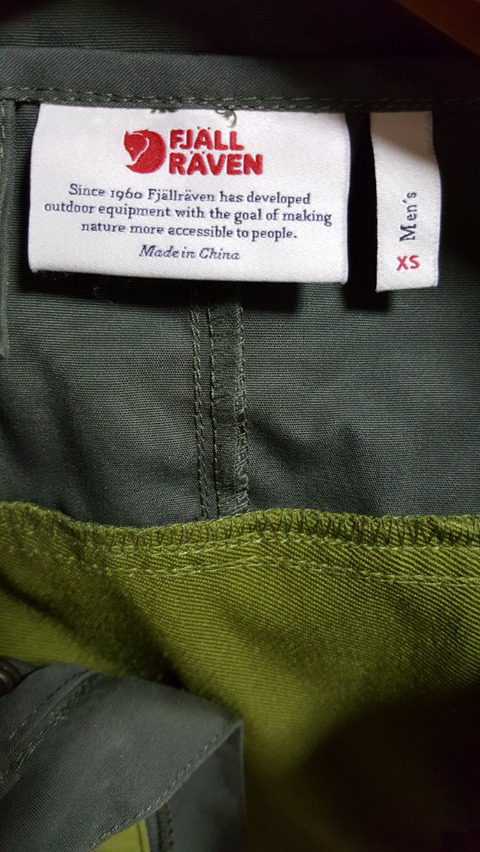 FJÄLL
RÄVEN
Since 1960 Fjällräven has developed
outdoor equipment with the goal of making
nature more accessible to people.
Made in China
Men's
XS